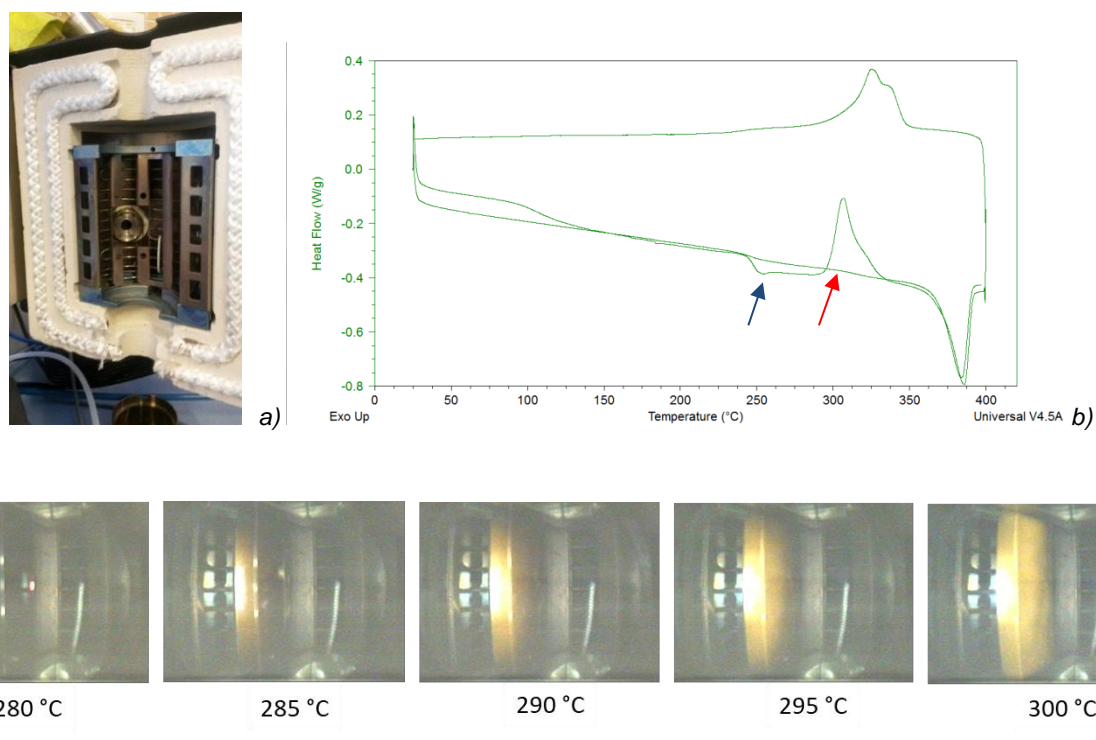 0.4
0.2
0.0
-0.2
-0.4
-0.6
-0.8
Heat Flow (W/g)
0 50 100 150 200 250 300 350 400
Exo Up Temperature (°C) Universal V4.5A
a) b)
280 °C 285 °C 290 °C 295 °C 300 °C